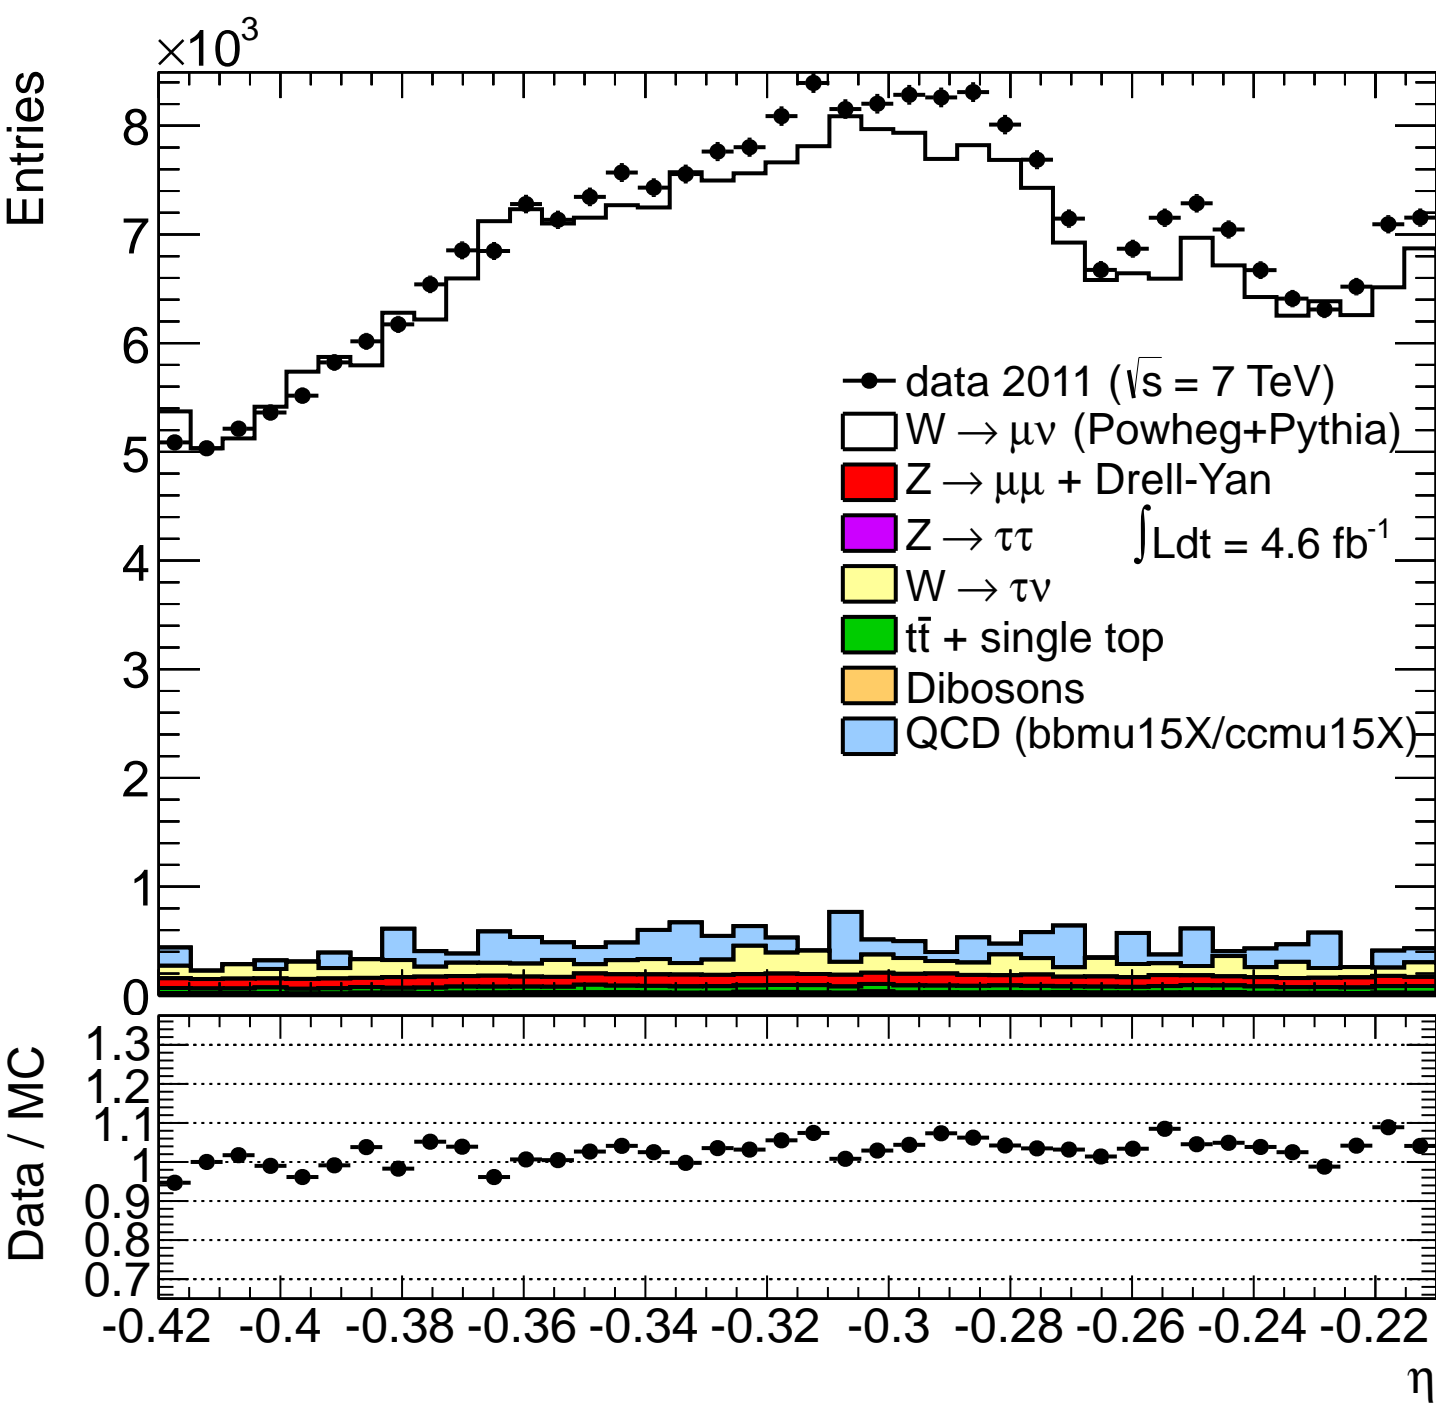 ×10³
Entries
8
7
6
5
4
3
2
1
0
data 2011 (√s = 7 TeV)
W → μν (Powheg+Pythia)
Z → μμ + Drell-Yan
Z → ττ
∫Ldt = 4.6 fb⁻¹
W → τν
tt̄ + single top
Dibosons
QCD (bbmu15X/ccmu15X)
Data / MC
1.3
1.2
1.1
1
0.9
0.8
0.7
-0.42 -0.4 -0.38 -0.36 -0.34 -0.32 -0.3 -0.28 -0.26 -0.24 -0.22
η